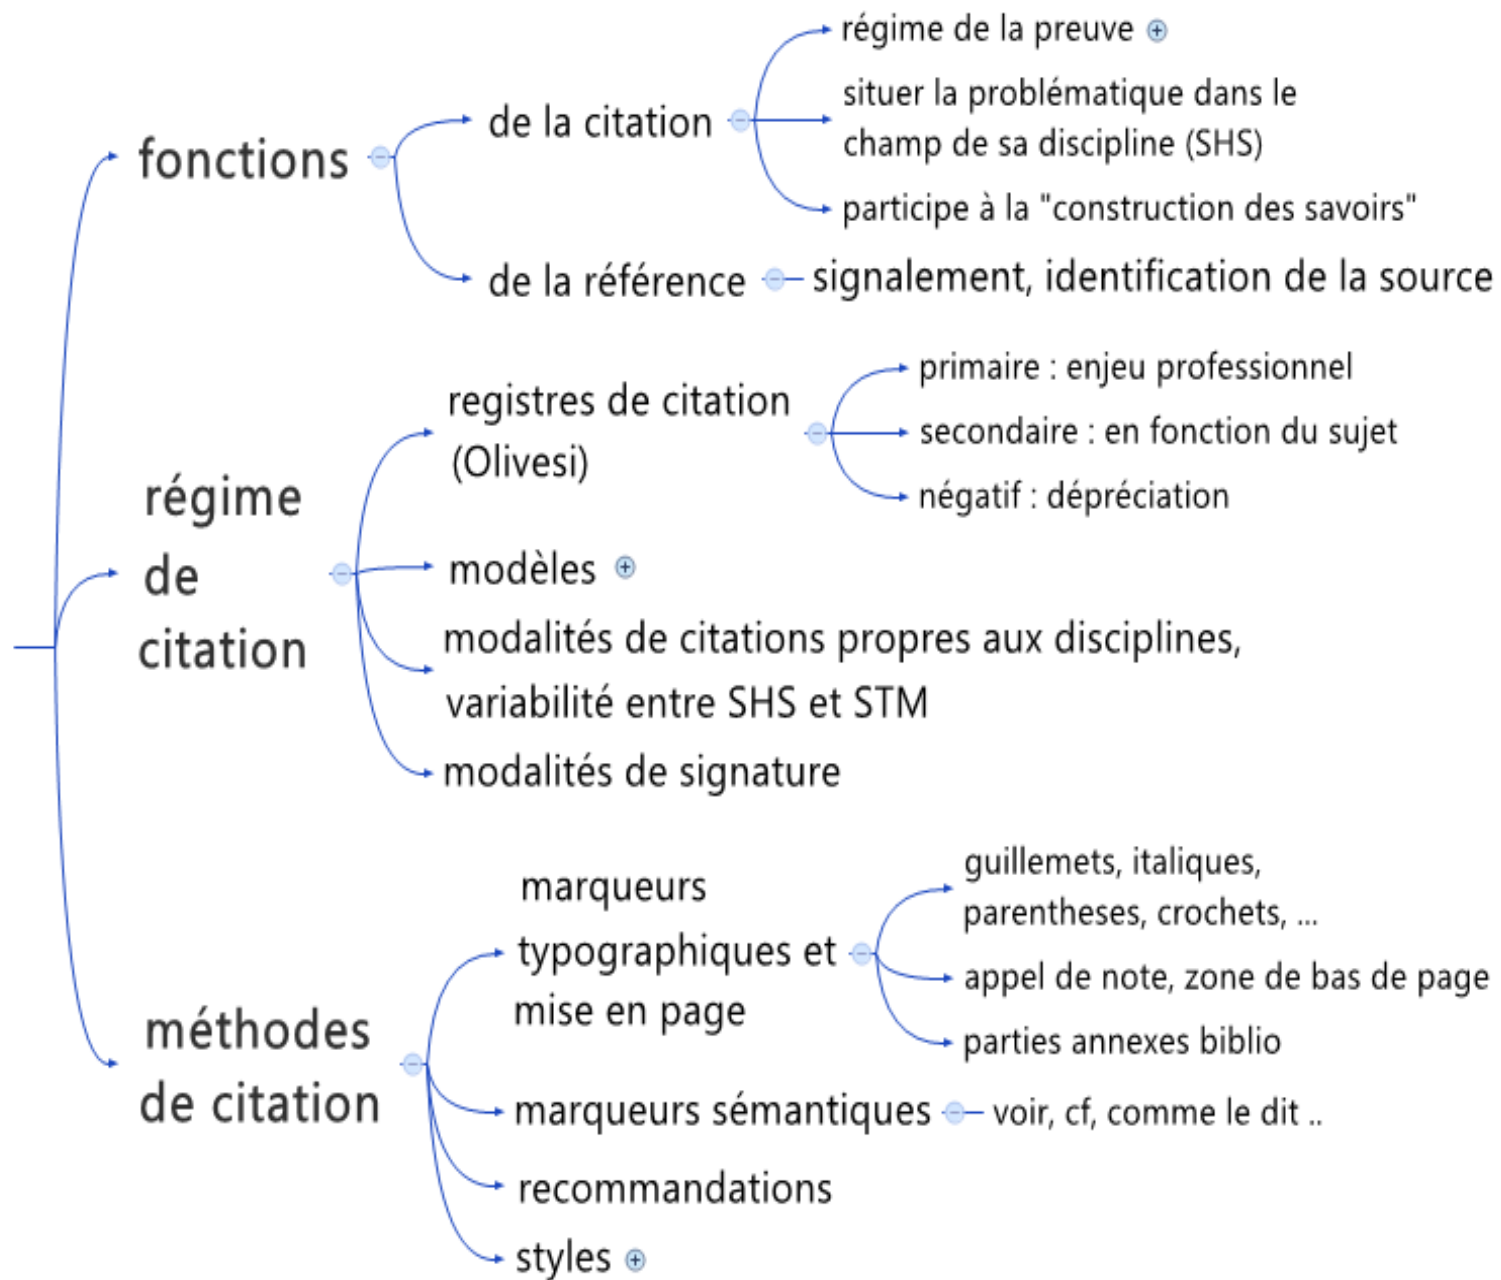 fonctions
de la citation
régime de la preuve
situer la problématique dans le
champ de sa discipline (SHS)
participe à la "construction des savoirs"
de la référence
signalement, identification de la source
régime
de
citation
registres de citation
(Olivesi)
primaire : enjeu professionnel
secondaire : en fonction du sujet
négatif : dépréciation
modèles
modalités de citations propres aux disciplines,
variabilité entre SHS et STM
modalités de signature
méthodes
de citation
marqueurs
typographiques et
mise en page
guillemets, italiques,
parentheses, crochets, ...
appel de note, zone de bas de page
parties annexes biblio
marqueurs sémantiques
voir, cf, comme le dit ..
recommandations
styles